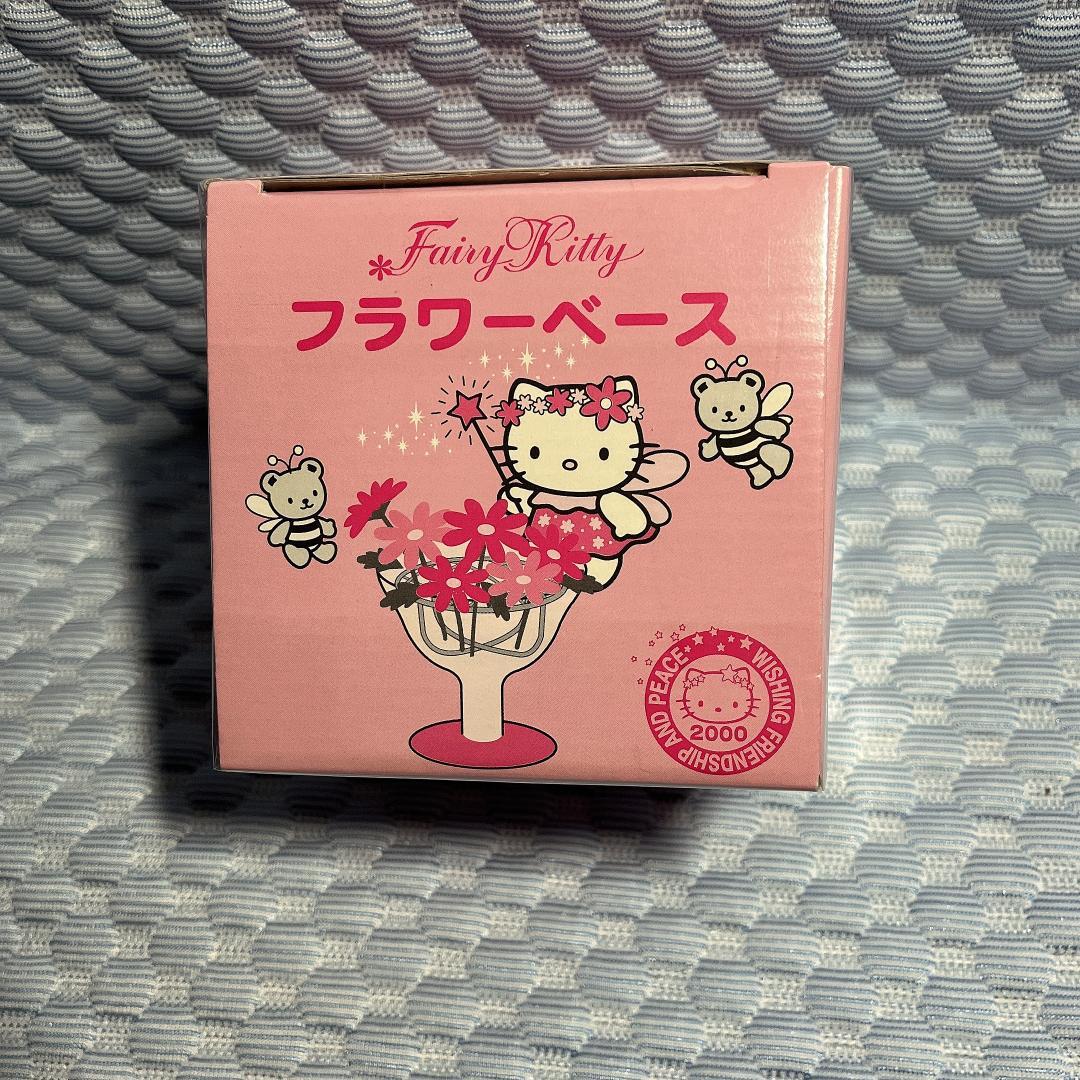 *Fairy Kitty
フラワーベース
WISHING FRIENDSHIP AND PEACE
2000